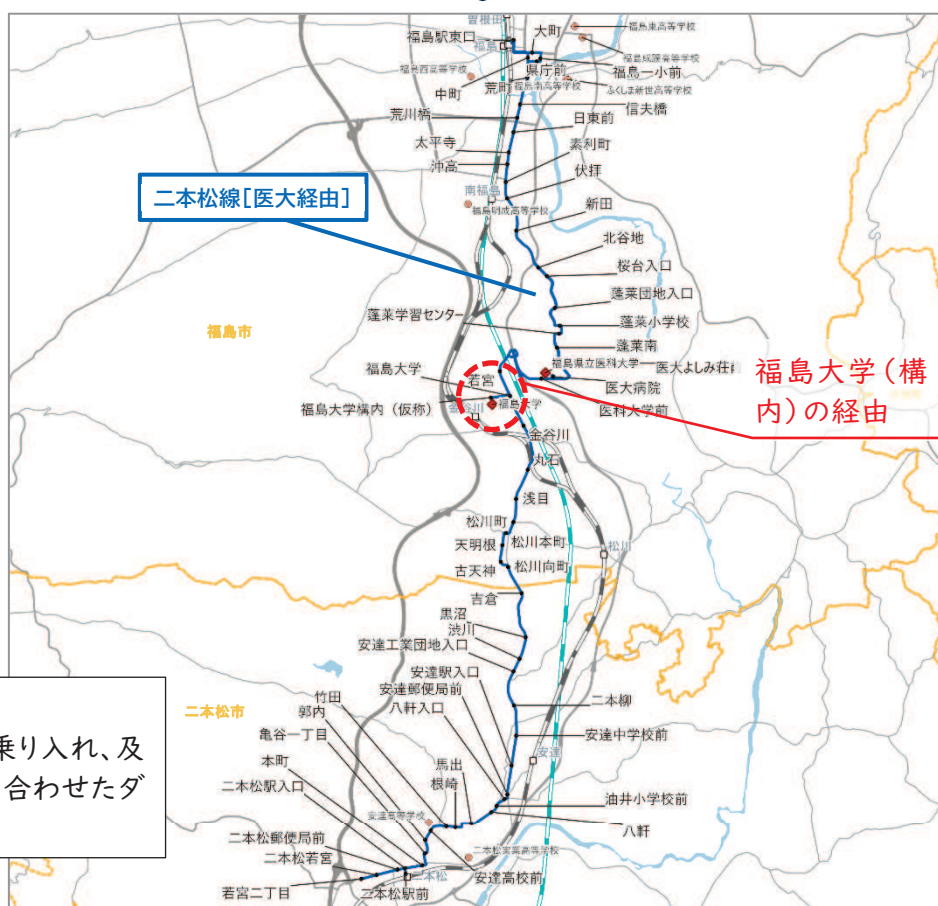 曽根田
福島駅東口
大町
福島東高等学校
福島
福島成蹊高等学校
県庁前
福島西高等学校
福島一小前
中町
荒町
福島南高等学校
ふくしま新世高等学校
信夫橋
荒川橋
日東前
太平寺
素利町
沖高
伏拝
南福島
二本松線[医大経由]
福島明成高等学校
新田
北谷地
桜台入口
蓬莱団地入口
蓬莱学習センター
蓬莱小学校
福島市
蓬莱南
福島県立医科大学
医大よしみ荘前
福島大学
若宮
医大病院
福島大学(構
内)の経由
福島大学構内(仮称)
福島大学
医科大学前
金谷川
金谷川
丸石
浅目
松川町
松川本町
天明根
松川
古天神
松川向町
吉倉
黒沼
渋川
安達工業団地入口
安達駅入口
安達郵便局前
竹田
二本松市
郭内
八軒入口
二本柳
乗り入れ、及
亀谷一丁目
安達中学校前
合わせたダ
本町
馬出
安達
二本松駅入口
根崎
油井小学校前
安達高等学校
八軒
二本松郵便局前
二本松実業高等学校
二本松若宮
二本松
安達高校前
若宮二丁目
二本松駅前